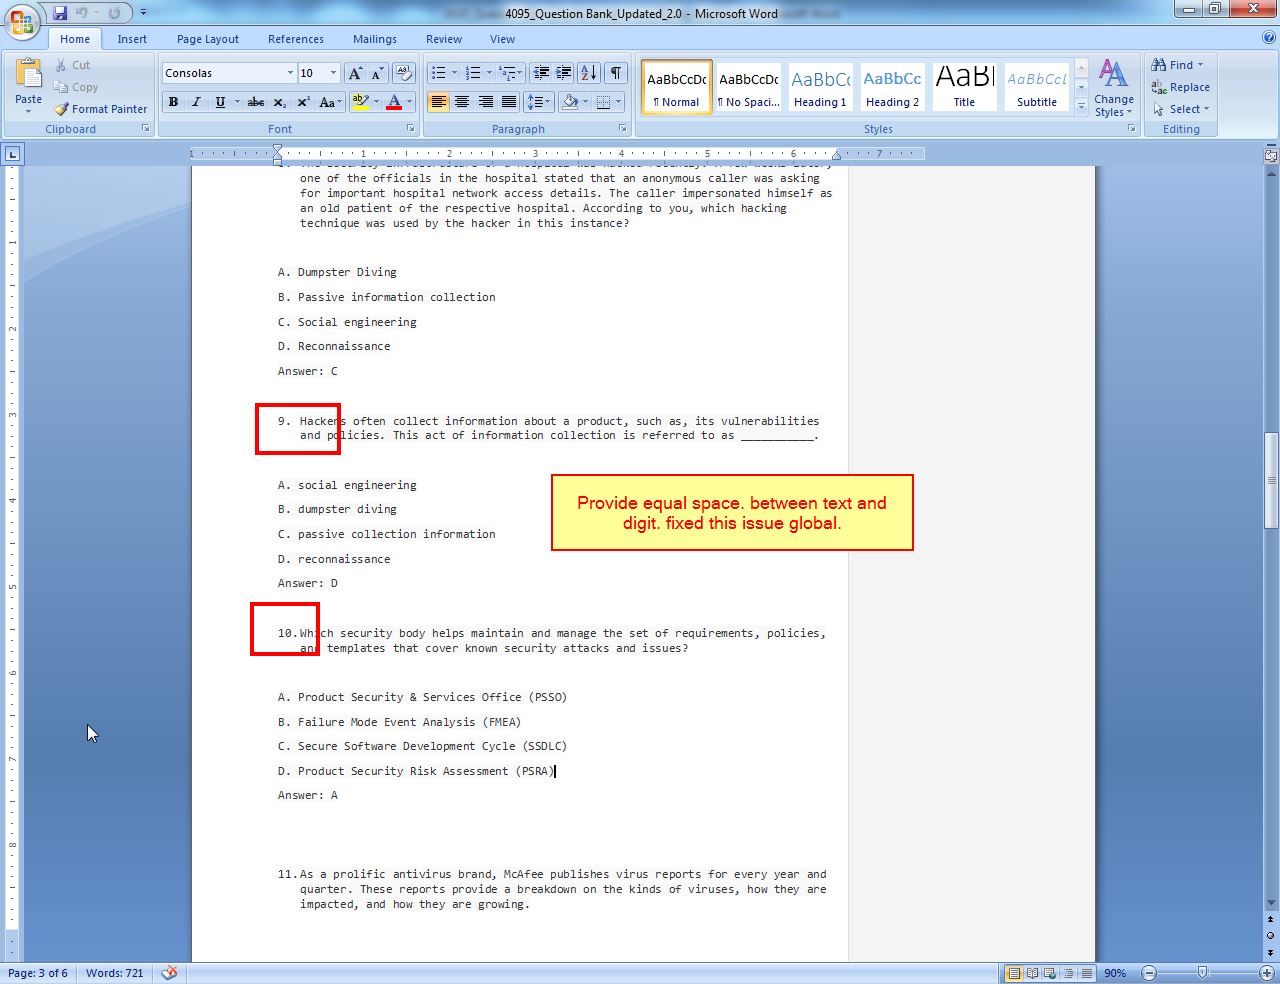 4095_Question Bank_Updated_2.0 - Microsoft Word
Home Insert Page Layout References Mailings Review View
Paste
Cut
Copy
Format Painter
Clipboard
Consolas 10
B I U abc x₂ x² Aa
Font
Paragraph
AaBbCcDc AaBbCcDc AaBbCc AaBbCc AaBl AaBbCcL
¶ Normal ¶ No Spaci... Heading 1 Heading 2 Title Subtitle
Change Styles
Styles
Find
Replace
Select
Editing
1 1 2 3 4 5 6 7
one of the officials in the hospital stated that an anonymous caller was asking
for important hospital network access details. The caller impersonated himself as
an old patient of the respective hospital. According to you, which hacking
technique was used by the hacker in this instance?
A. Dumpster Diving
B. Passive information collection
C. Social engineering
D. Reconnaissance
Answer: C
9. Hackers often collect information about a product, such as, its vulnerabilities
and policies. This act of information collection is referred to as ___________.
A. social engineering
B. dumpster diving
C. passive collection information
D. reconnaissance
Answer: D
Provide equal space. between text and
digit. fixed this issue global.
10. Which security body helps maintain and manage the set of requirements, policies,
and templates that cover known security attacks and issues?
A. Product Security & Services Office (PSSO)
B. Failure Mode Event Analysis (FMEA)
C. Secure Software Development Cycle (SSDLC)
D. Product Security Risk Assessment (PSRA)
Answer: A
11. As a prolific antivirus brand, McAfee publishes virus reports for every year and
quarter. These reports provide a breakdown on the kinds of viruses, how they are
impacted, and how they are growing.
Page: 3 of 6 Words: 721 90%